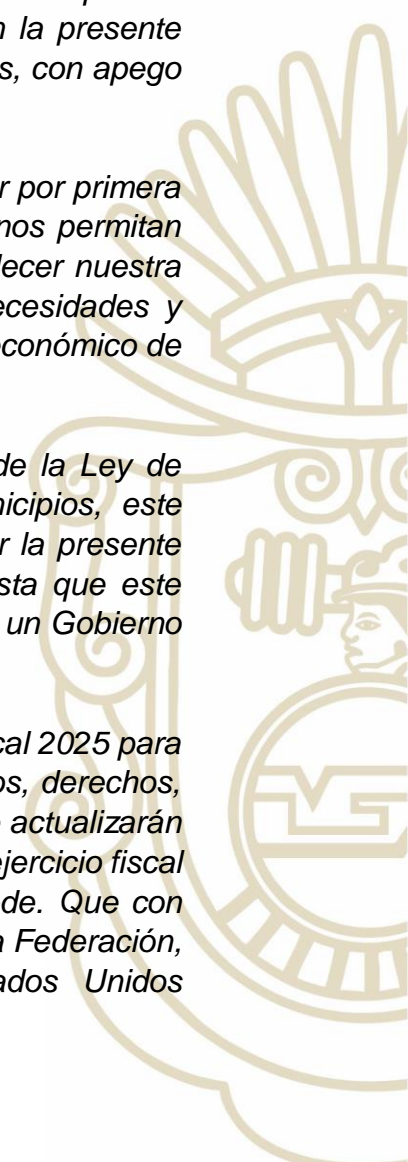 n la presente
s, con apego
r por primera
nos permitan
lecer nuestra
ecesidades y
económico de
de la Ley de
nicipios, este
r la presente
sta que este
un Gobierno
cal 2025 para
os, derechos,
actualizarán
ejercicio fiscal
de. Que con
a Federación,
ados Unidos